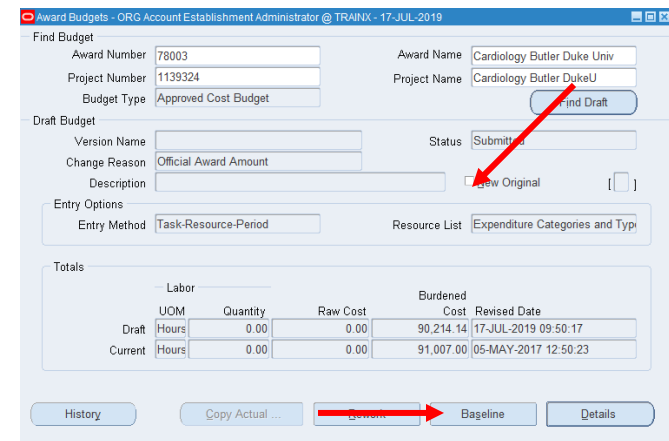 Award Budgets - ORG Account Establishment Administrator @ TRAINX - 17-JUL-2019
Find Budget
Award Number 78003 Award Name Cardiology Butler Duke Univ
Project Number 1139324 Project Name Cardiology Butler DukeU
Budget Type Approved Cost Budget Find Draft
Draft Budget
Version Name Status Submitted
Change Reason Official Award Amount
Description New Original [ ]
Entry Options
Entry Method Task-Resource-Period Resource List Expenditure Categories and Typ
Totals
Labor
Burdened
UOM Quantity Raw Cost Cost Revised Date
Draft Hours 0.00 0.00 90,214.14 17-JUL-2019 09:50:17
Current Hours 0.00 0.00 91,007.00 05-MAY-2017 12:50:23
History Copy Actual ... Rework Baseline Details